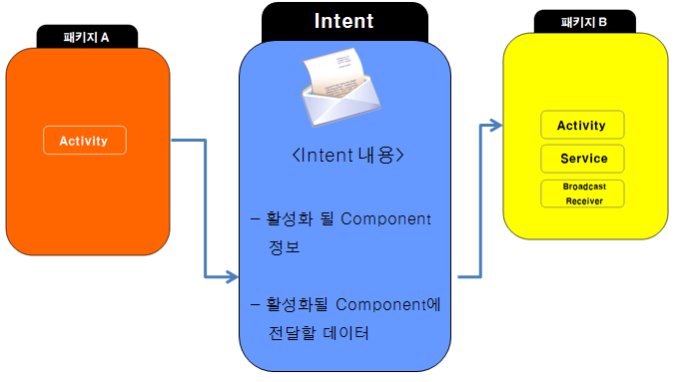 패키지 A
Activity
Intent
<Intent 내용>
- 활성화 될 Component
정보
- 활성화될 Component에
전달할 데이터
패키지 B
Activity
Service
Broadcast
Receiver